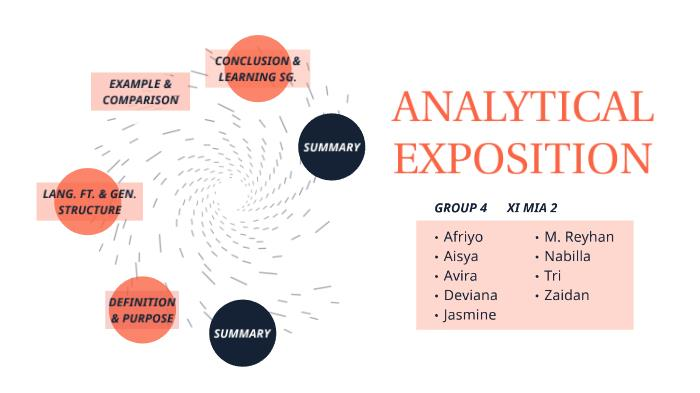 CONCLUSION &
LEARNING SG.
EXAMPLE &
COMPARISON
SUMMARY
LANG. FT. & GEN.
STRUCTURE
DEFINITION
& PURPOSE
SUMMARY
ANALYTICAL
EXPOSITION
GROUP 4 XI MIA 2
• Afriyo
• Aisya
• Avira
• Deviana
• Jasmine
• M. Reyhan
• Nabilla
• Tri
• Zaidan